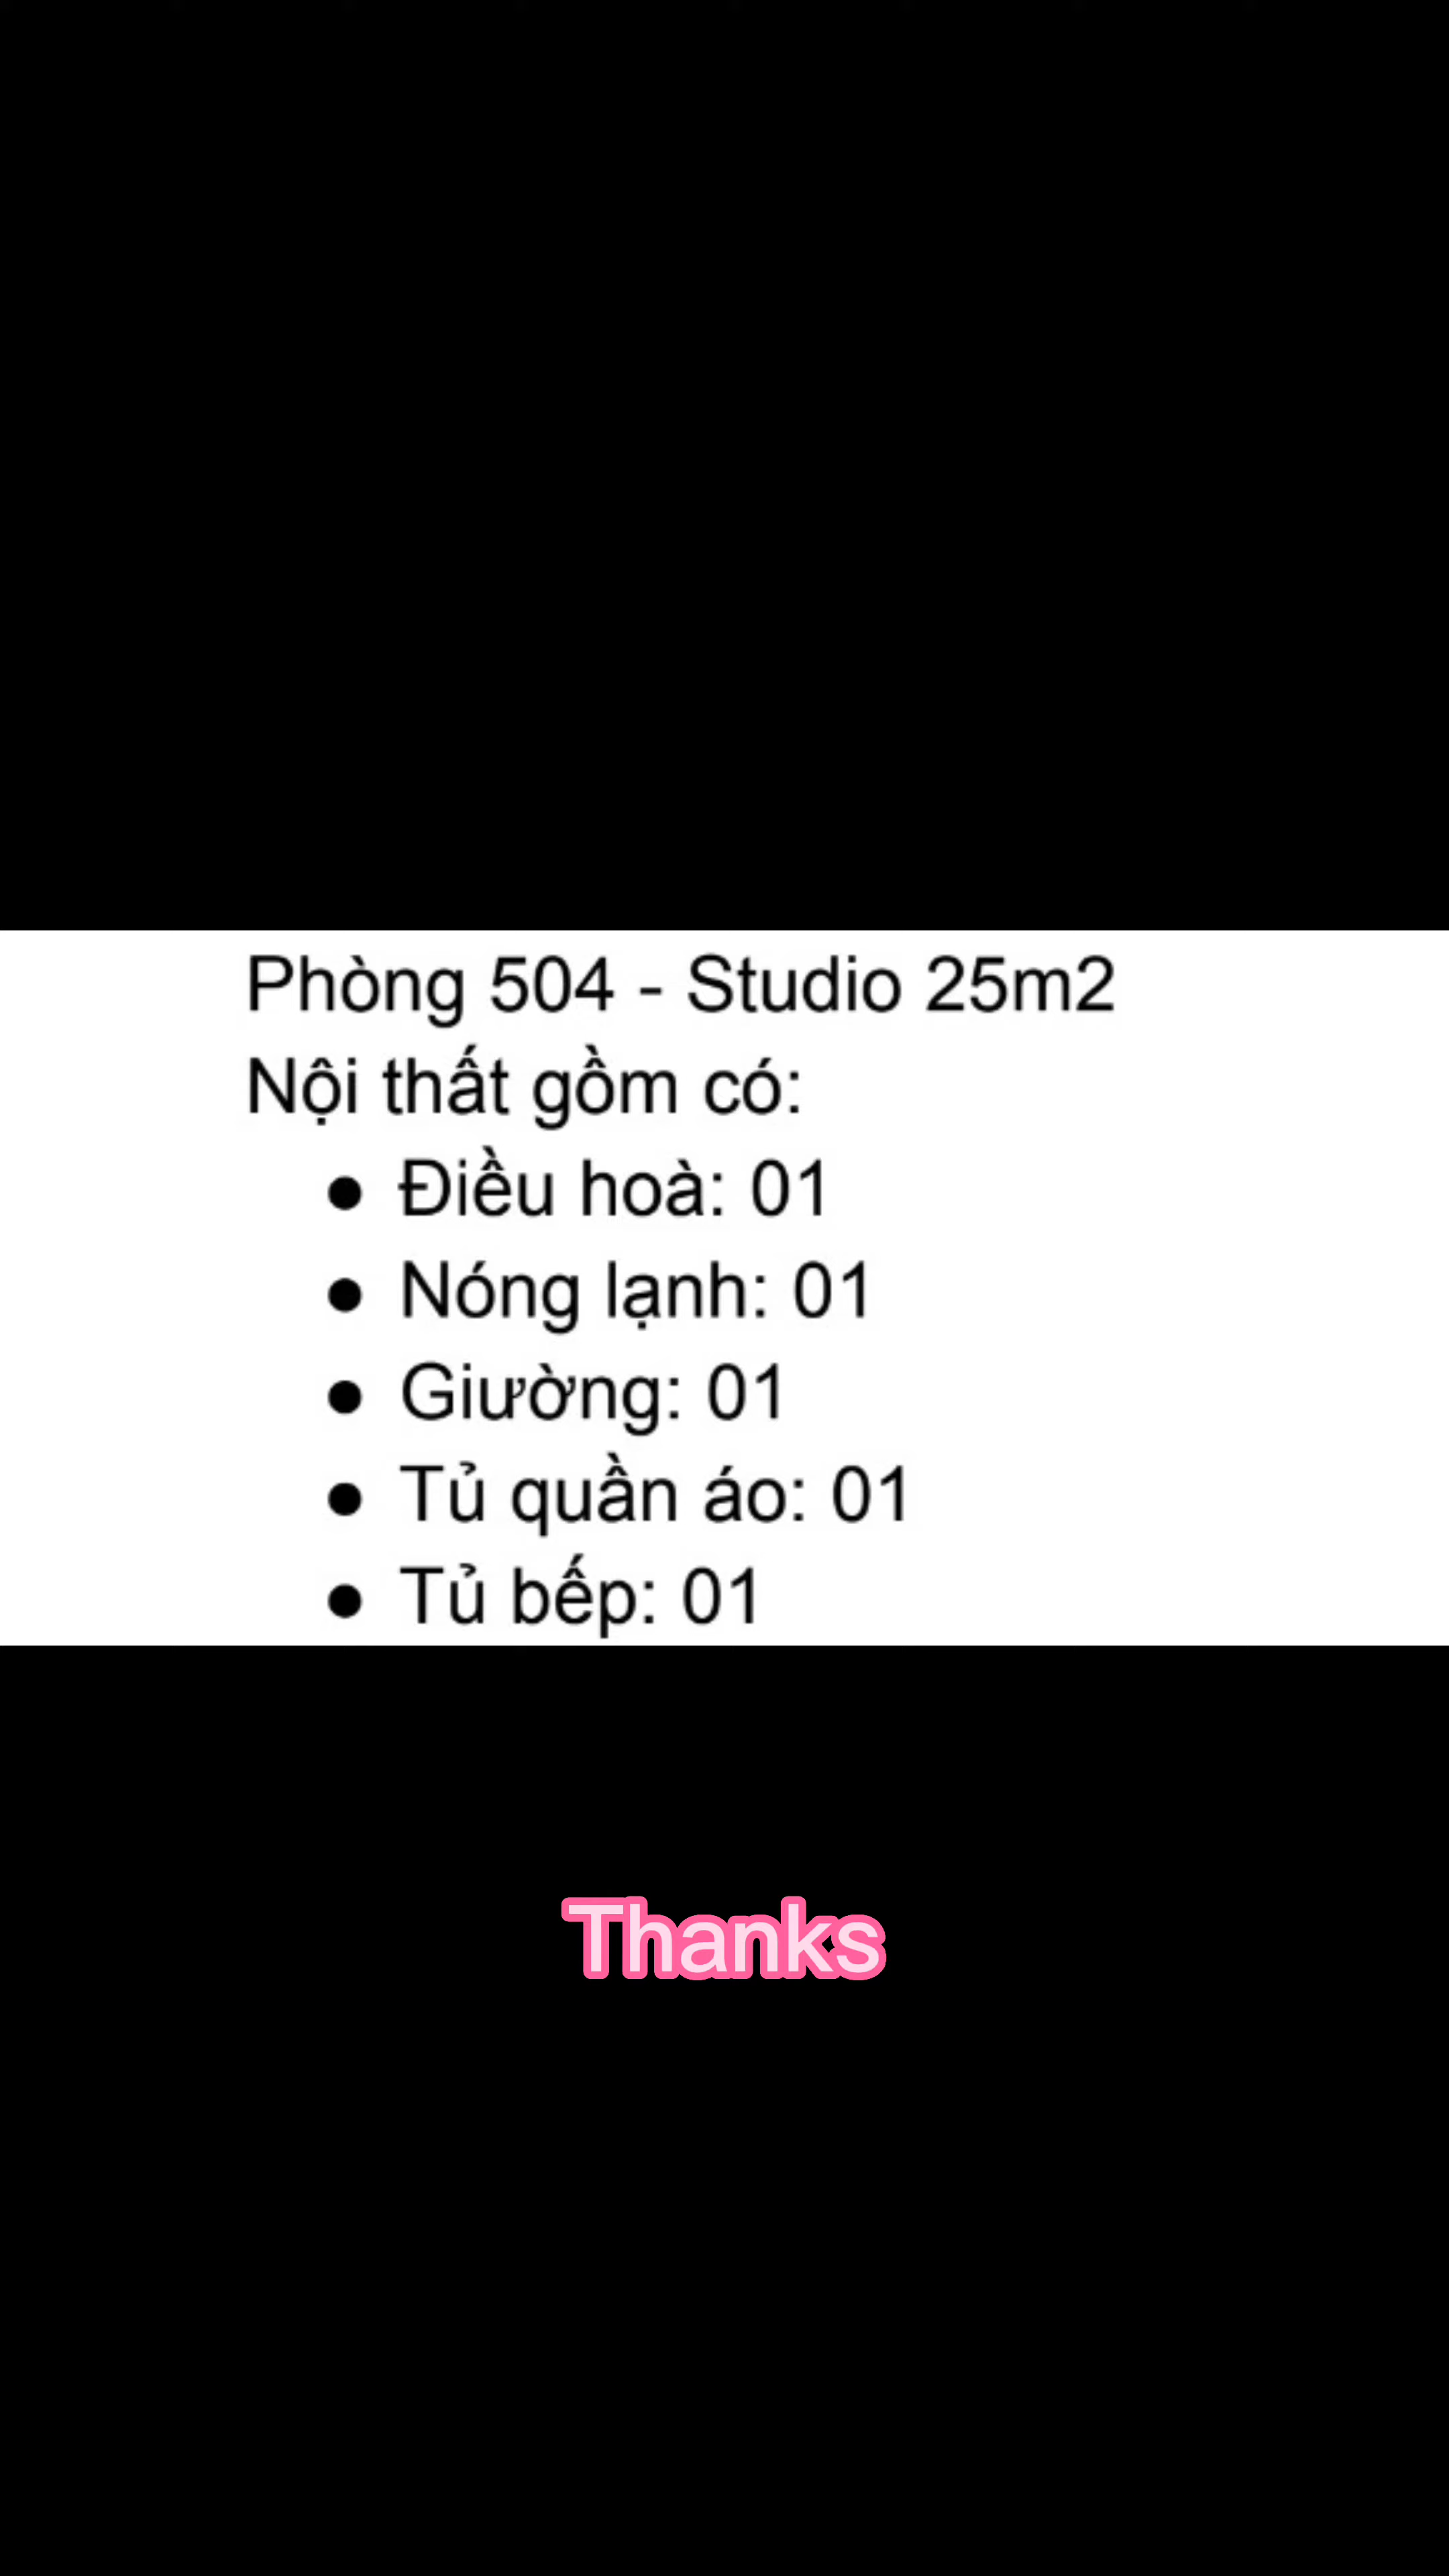 Phòng 504 - Studio 25m2
Nội thất gồm có:
● Điều hoà: 01
● Nóng lạnh: 01
● Giường: 01
● Tủ quần áo: 01
● Tủ bếp: 01
Thanks